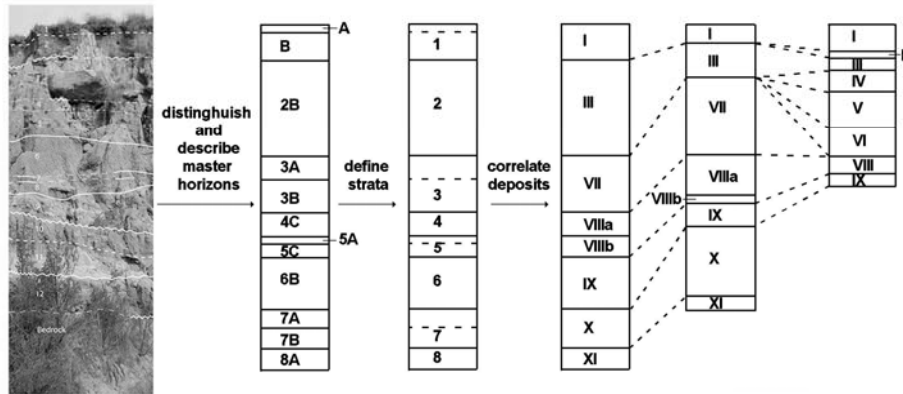 Bedrock
distinghuish
and
describe
master
horizons
A
B
2B
3A
3B
4C
5A
5C
6B
7A
7B
8A
define
strata
1
2
3
4
5
6
7
8
correlate
deposits
I
III
VII
VIIIa
VIIIb
IX
X
XI
I
III
VII
VIIIa
VIIIb
IX
X
XI
I
III
IV
V
VI
VIII
IX